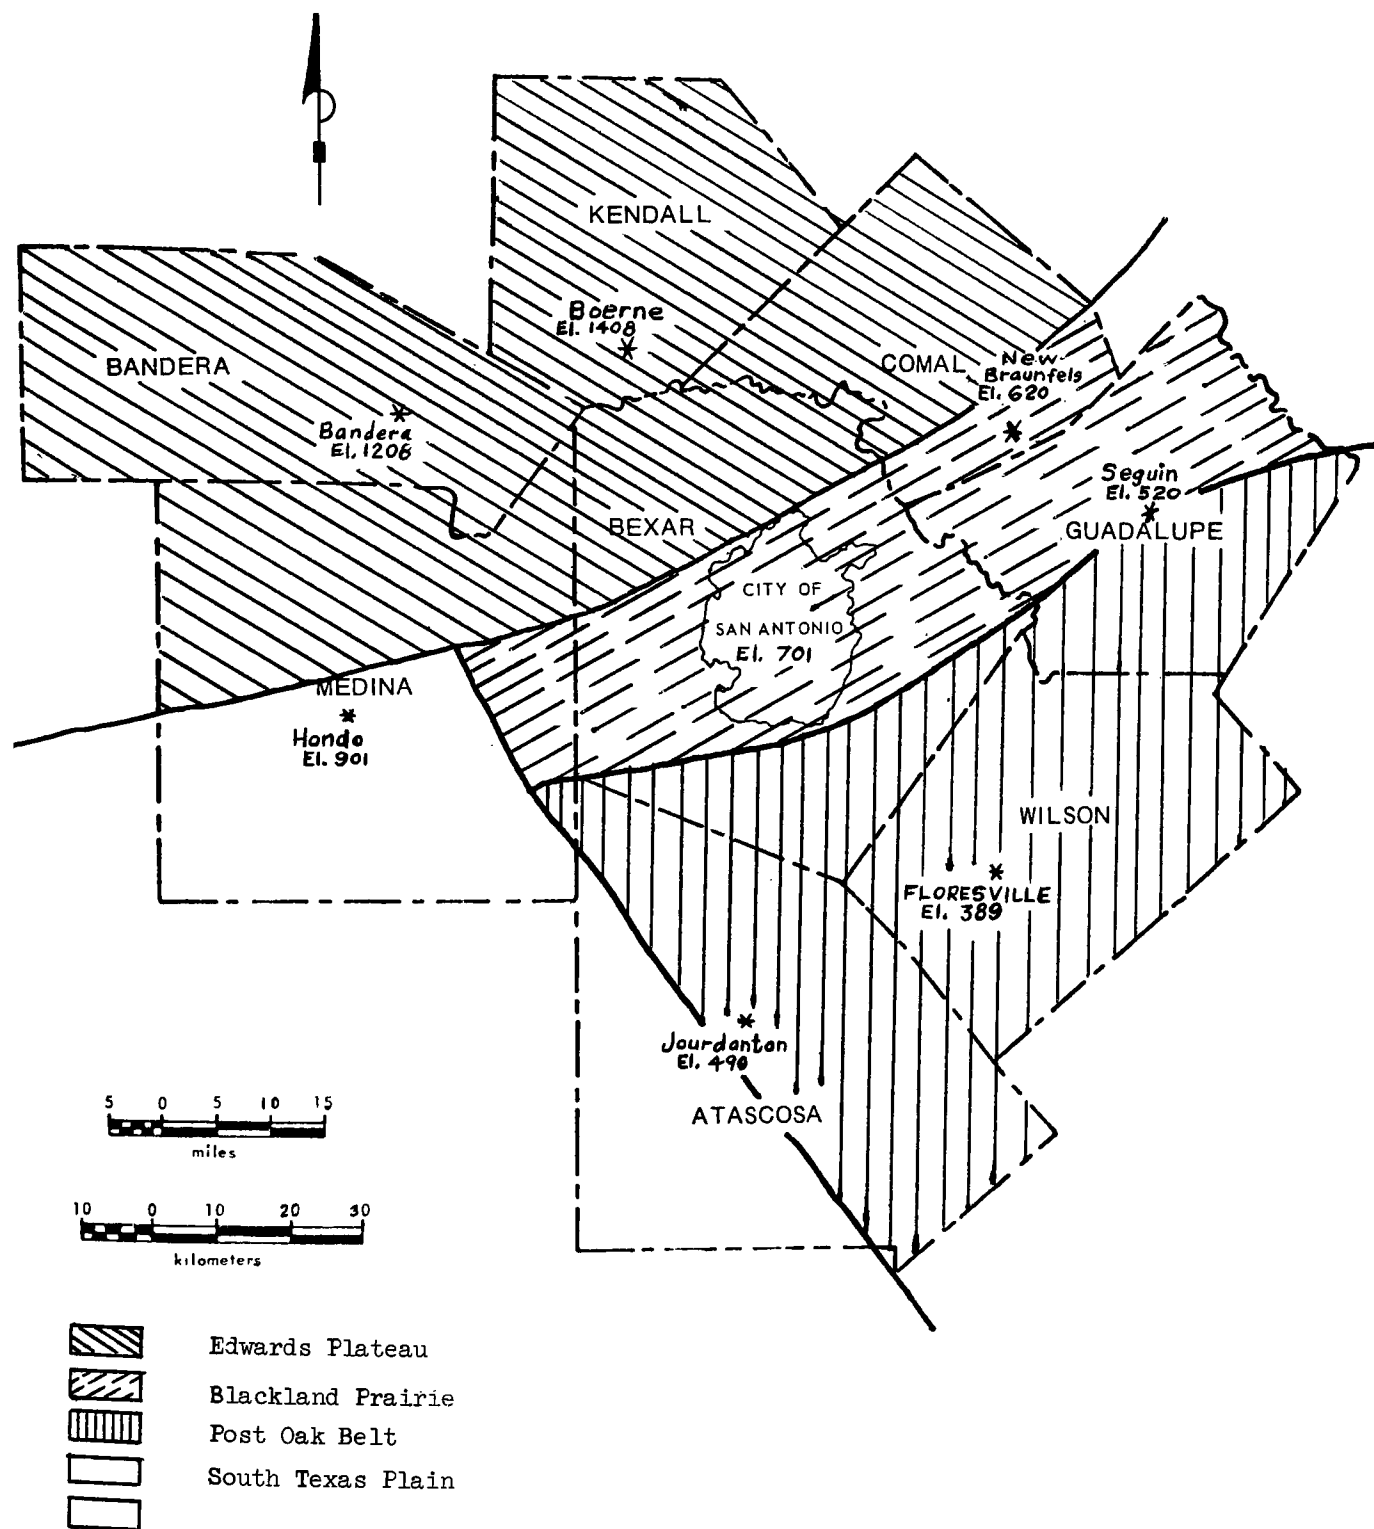 KENDALL
Boerne
El. 1408
BANDERA
COMAL
New
Braunfels
El. 620
Bandera
El. 1206
Seguin
El. 520
BEXAR
GUADALUPE
CITY OF
SAN ANTONIO
El. 701
MEDINA
Hondo
El. 901
WILSON
FLORESVILLE
El. 389
Jourdanton
El. 490
ATASCOSA
5 0 5 10 15
miles
10 0 10 20 30
kilometers
Edwards Plateau
Blackland Prairie
Post Oak Belt
South Texas Plain